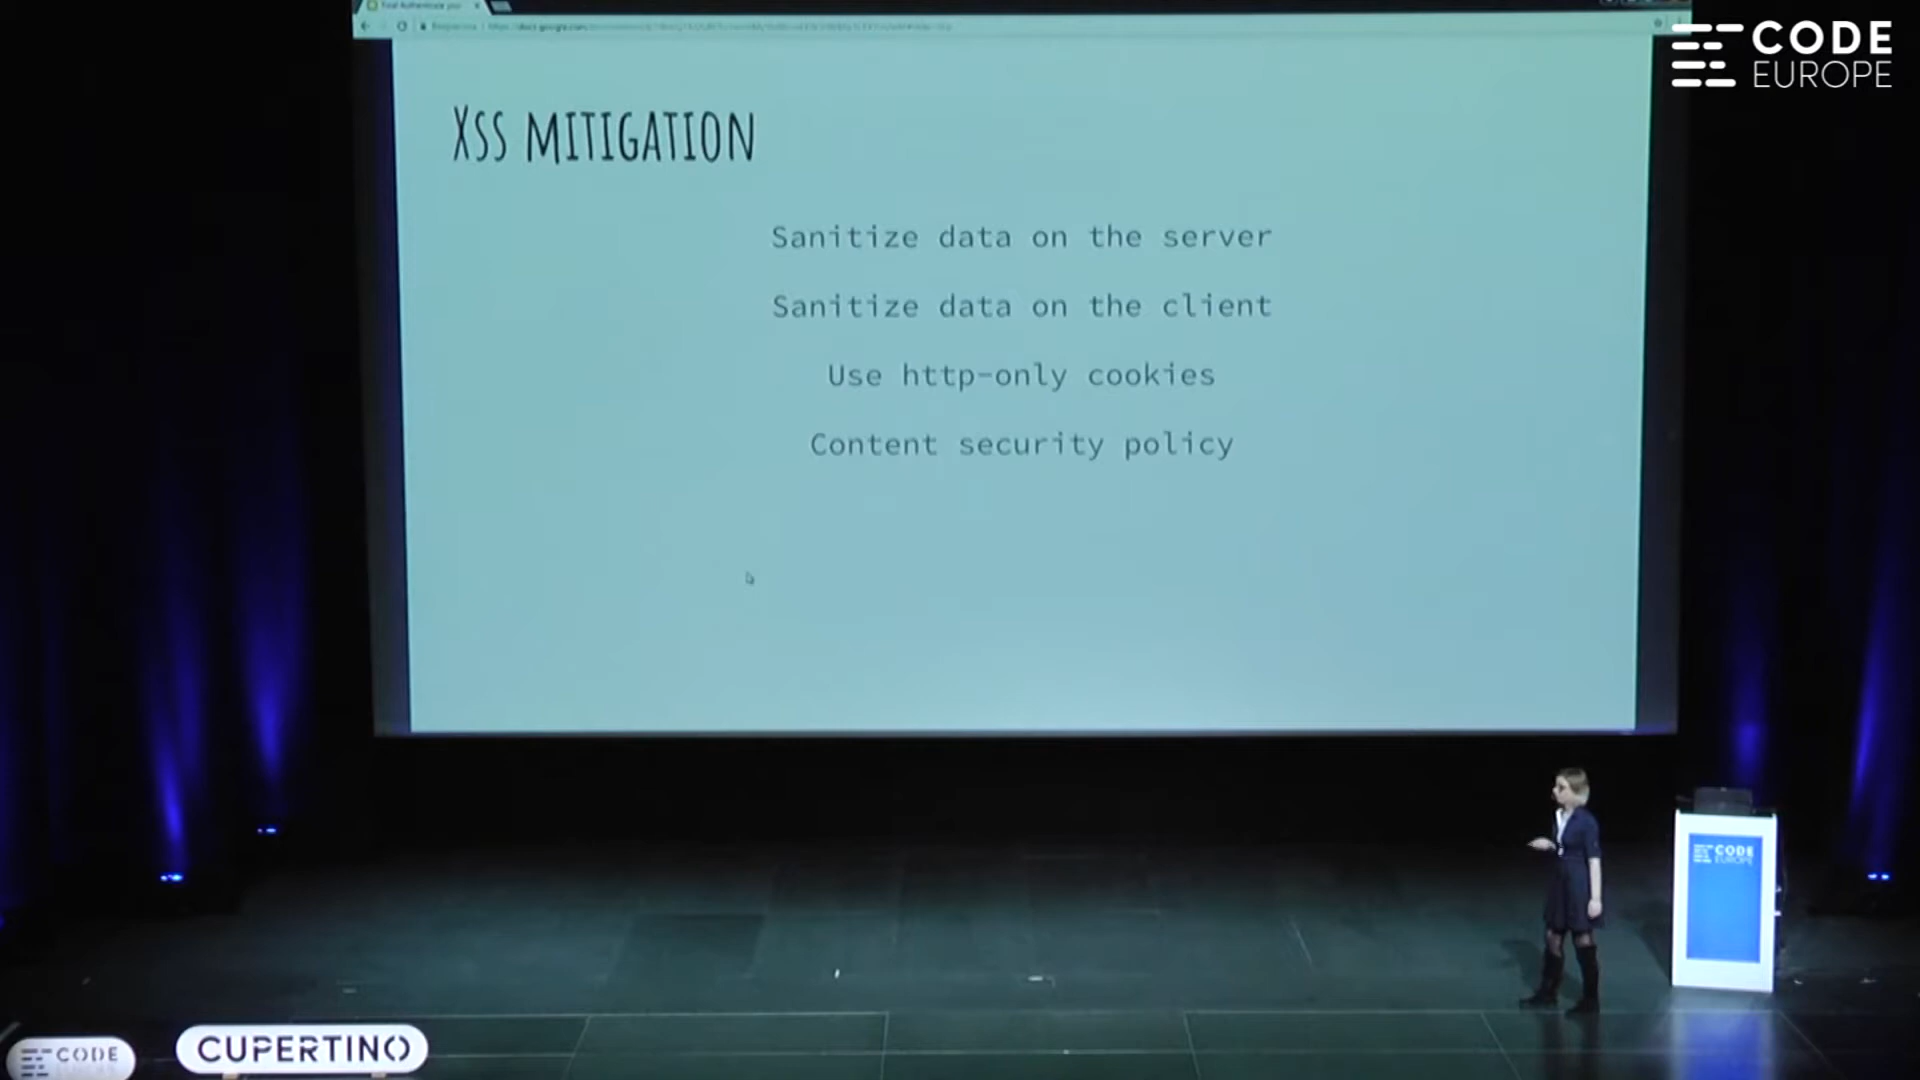 CODE
EUROPE
Xss mitigation
Sanitize data on the server
Sanitize data on the client
Use http-only cookies
Content security policy
CODE
EUROPE
CODE
EUROPE
CUPERTINO